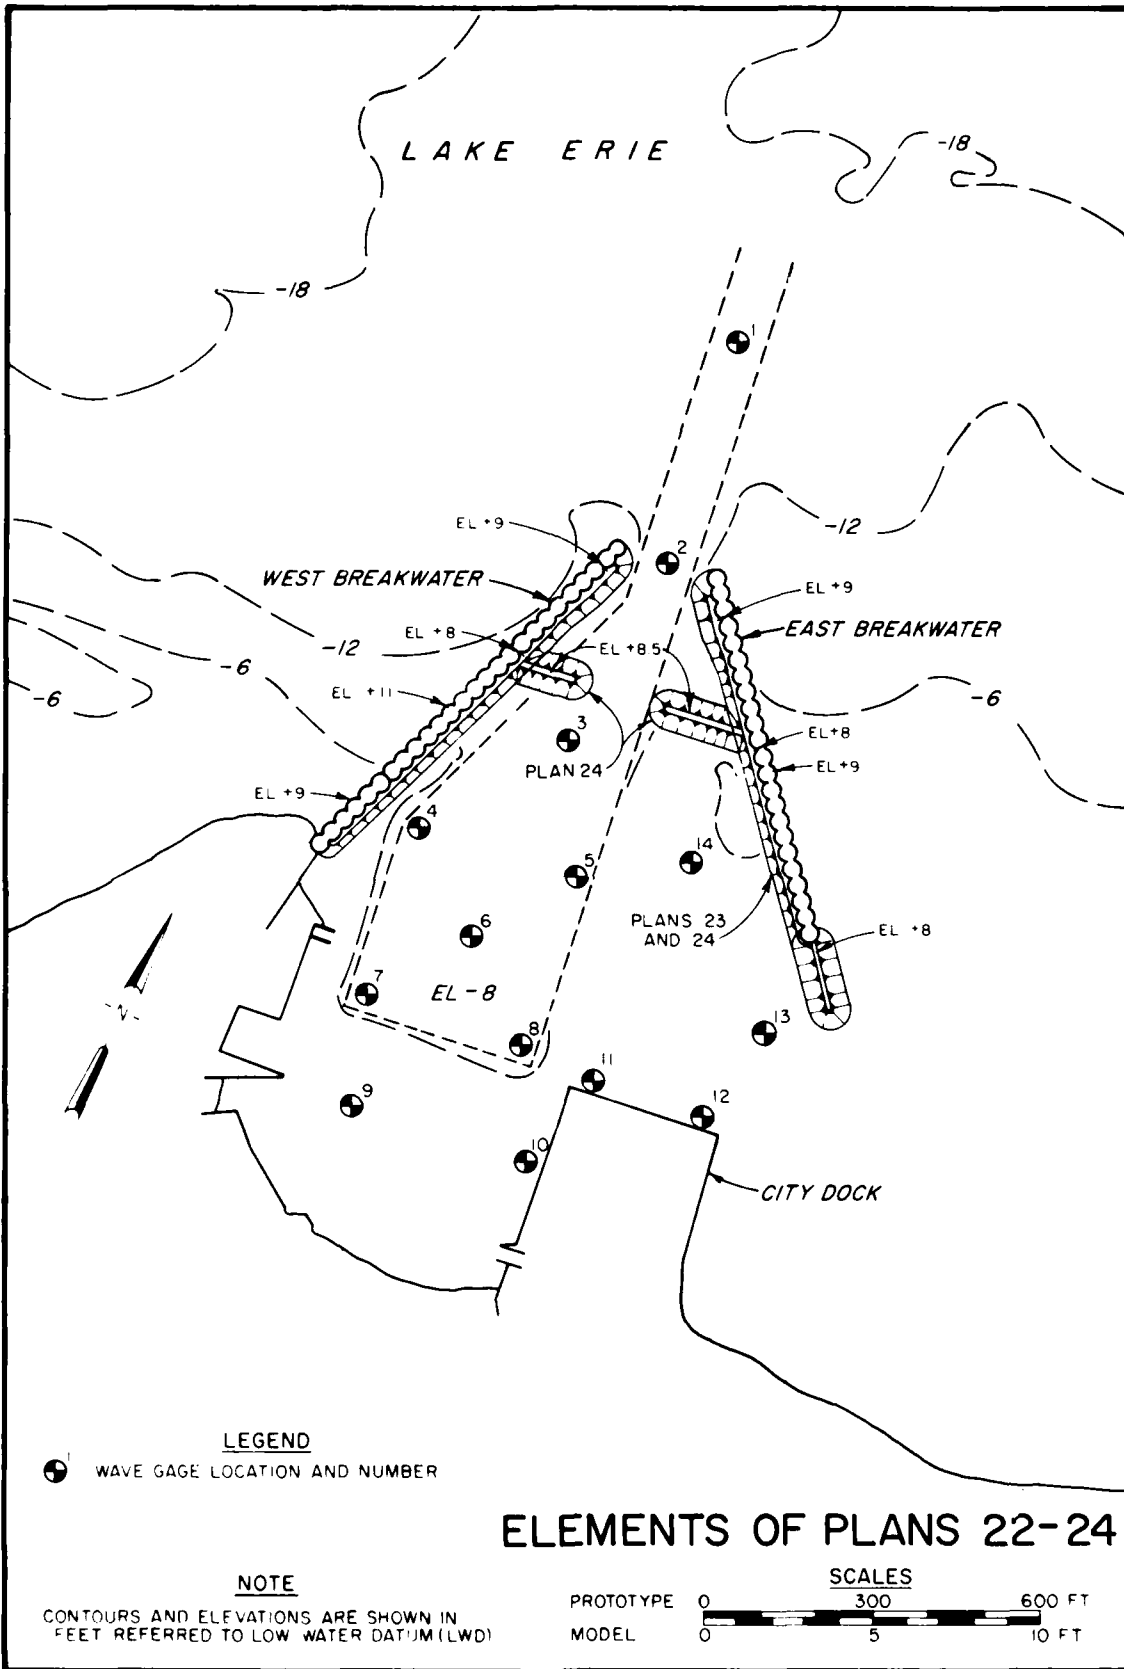 LAKE ERIE
-18
-18
1
EL +9
2
-12
WEST BREAKWATER
EL +9
EL +8
EAST BREAKWATER
-12
EL +8.5
-6
EL +11
-6
-6
3
EL+8
PLAN 24
EL+9
EL +9
4
14
5
PLANS 23
AND 24
EL +8
6
7
EL-8
-N-
8
13
11
9
12
10
CITY DOCK
LEGEND
1
WAVE GAGE LOCATION AND NUMBER
ELEMENTS OF PLANS 22-24
NOTE
CONTOURS AND ELEVATIONS ARE SHOWN IN
FEET REFERRED TO LOW WATER DATUM (LWD)
SCALES
PROTOTYPE 0 300 600 FT
MODEL 0 5 10 FT